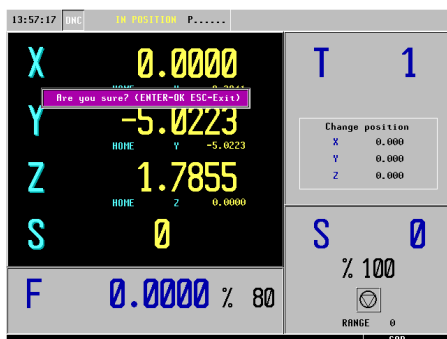 13:57:17 DNC IN POSITION P......
X 0.0000
HOME X
Are you sure? (ENTER-OK ESC-Exit)
Y -5.0223
HOME Y -5.0223
Z 1.7855
HOME Z 0.0000
S 0
F 0.0000 % 80
T 1
Change position
X 0.000
Y 0.000
Z 0.000
S 0
% 100
RANGE 0